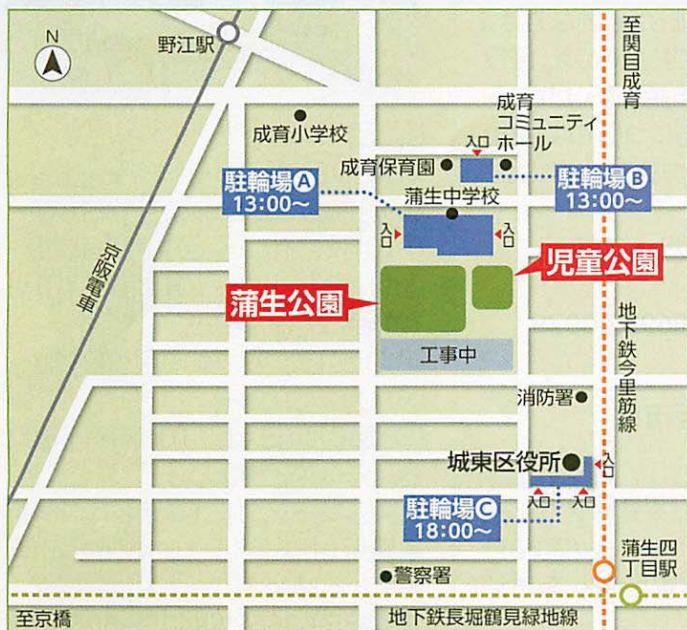 N
野江駅
至関目成育
成育小学校
成育
コミュニティ
ホール
入口
成育保育園
駐輪場Ⓐ
13:00～
駐輪場Ⓑ
13:00～
蒲生中学校
入口
入口
京阪電車
児童公園
蒲生公園
工事中
地下鉄今里筋線
消防署
城東区役所
入口
入口
入口
駐輪場Ⓒ
18:00～
蒲生四
丁目駅
警察署
至京橋
地下鉄長堀鶴見緑地線